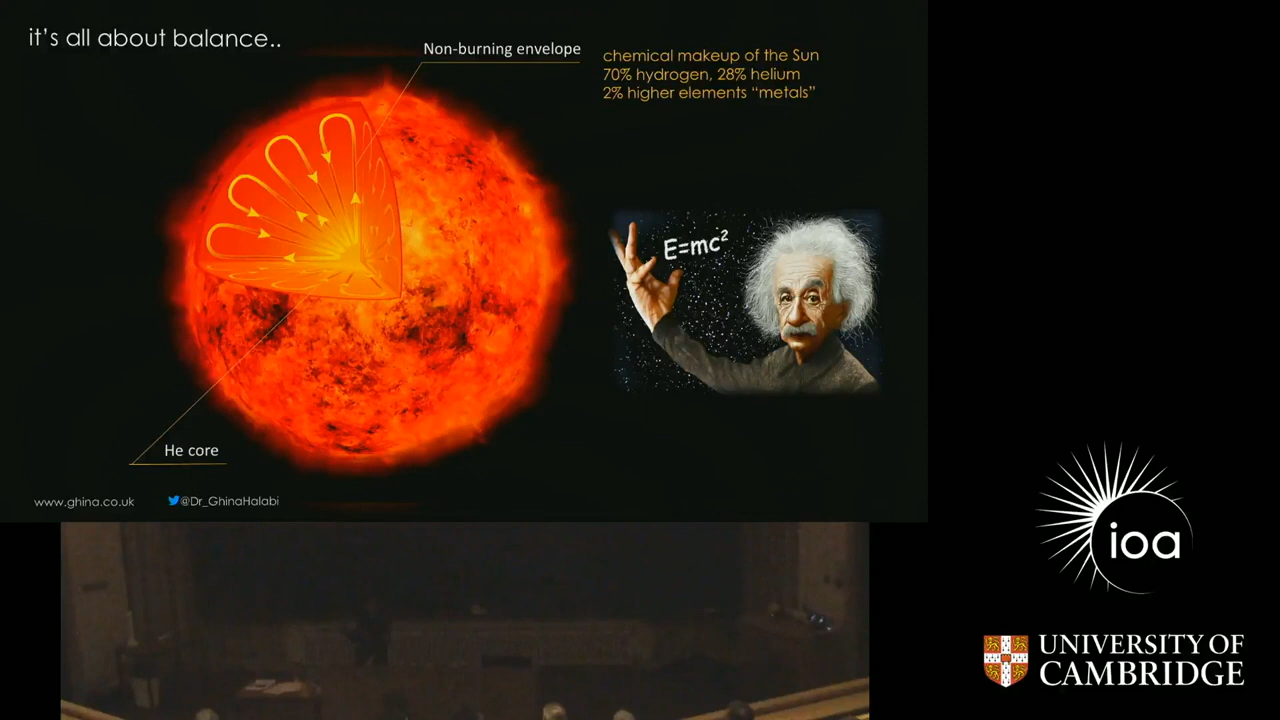 it's all about balance..
Non-burning envelope
chemical makeup of the Sun
70% hydrogen, 28% helium
2% higher elements “metals”
E=mc²
He core
www.ghina.co.uk
@Dr_GhinaHalabi
ioa
UNIVERSITY OF
CAMBRIDGE